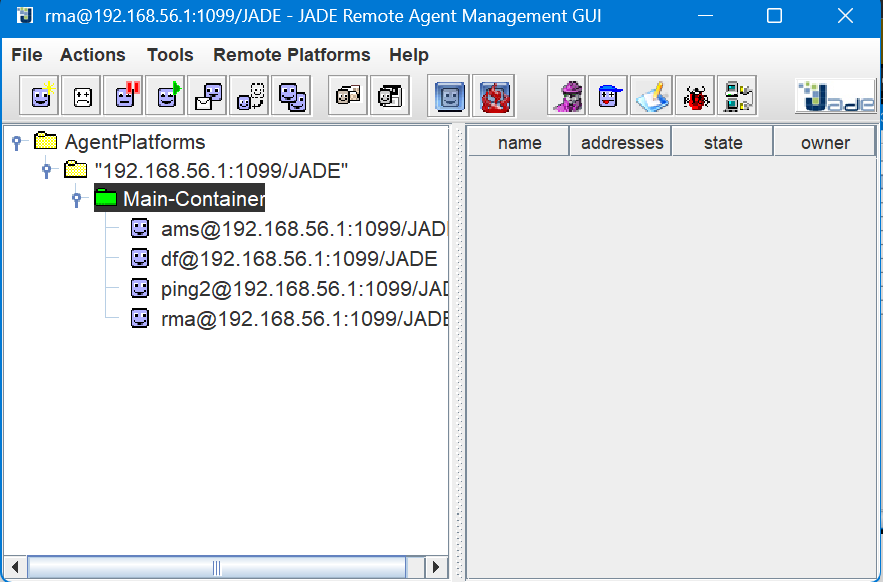 rma@192.168.56.1:1099/JADE - JADE Remote Agent Management GUI
File Actions Tools Remote Platforms Help
Jade
AgentPlatforms
"192.168.56.1:1099/JADE"
Main-Container
ams@192.168.56.1:1099/JAD
df@192.168.56.1:1099/JADE
ping2@192.168.56.1:1099/JAD
rma@192.168.56.1:1099/JADE
name addresses state owner